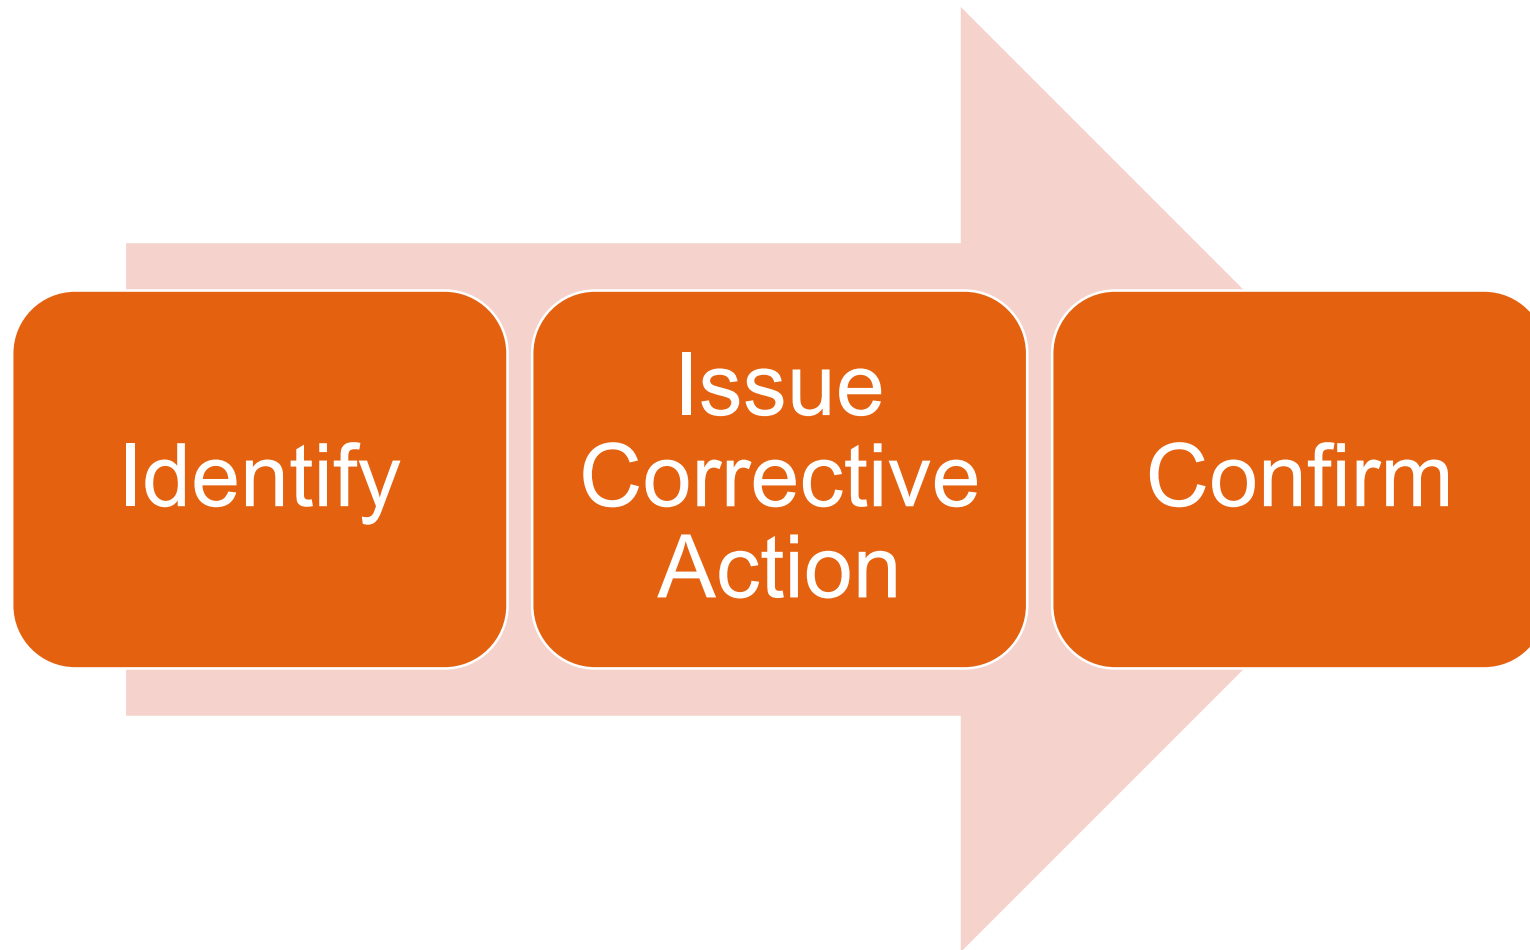 Identify
Issue
Corrective
Action
Confirm